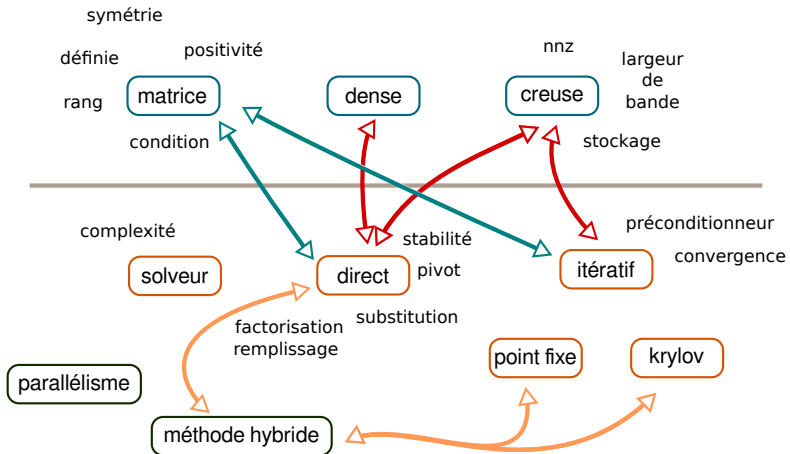 symétrie
positivité
nnz
définie
largeur
de
bande
matrice
dense
creuse
rang
condition
stockage
complexité
préconditionneur
stabilité
convergence
solveur
direct
pivot
itératif
substitution
factorisation
remplissage
point fixe
krylov
parallélisme
méthode hybride